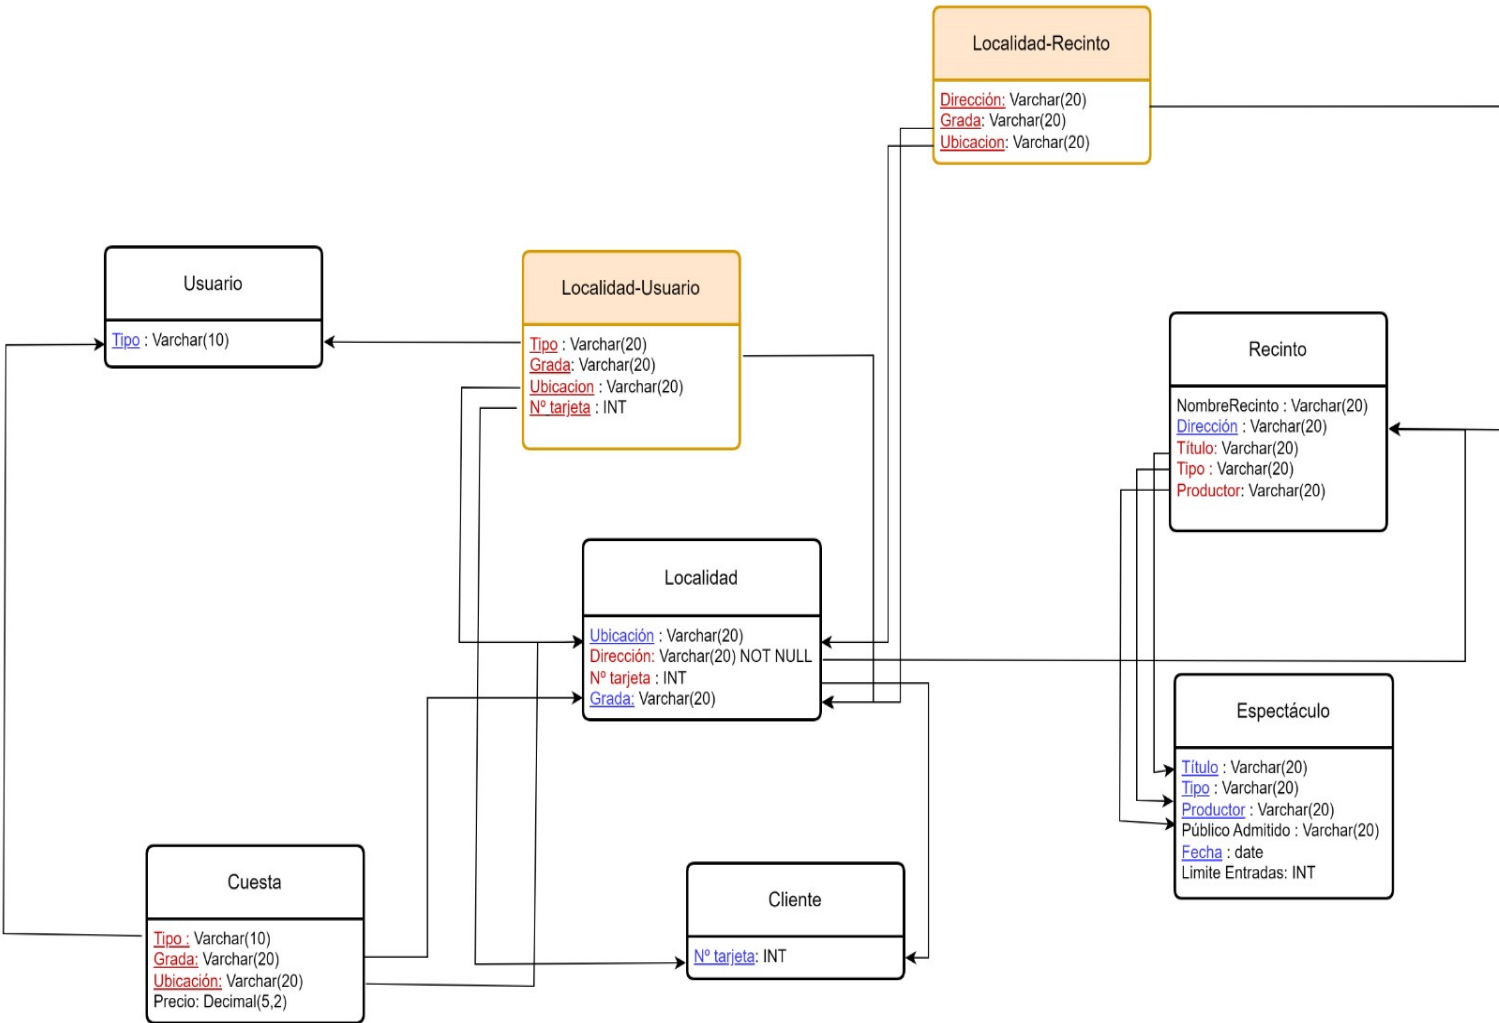 Localidad-Recinto
Dirección: Varchar(20)
Grada: Varchar(20)
Ubicacion: Varchar(20)
Usuario
Tipo : Varchar(10)
Localidad-Usuario
Tipo : Varchar(20)
Grada: Varchar(20)
Ubicacion : Varchar(20)
Nº tarjeta : INT
Recinto
NombreRecinto : Varchar(20)
Dirección : Varchar(20)
Título: Varchar(20)
Tipo : Varchar(20)
Productor: Varchar(20)
Localidad
Ubicación : Varchar(20)
Dirección: Varchar(20) NOT NULL
Nº tarjeta : INT
Grada: Varchar(20)
Espectáculo
Título : Varchar(20)
Tipo : Varchar(20)
Productor : Varchar(20)
Público Admitido : Varchar(20)
Fecha : date
Limite Entradas: INT
Cuesta
Tipo : Varchar(10)
Grada: Varchar(20)
Ubicación: Varchar(20)
Precio: Decimal(5,2)
Cliente
Nº tarjeta: INT